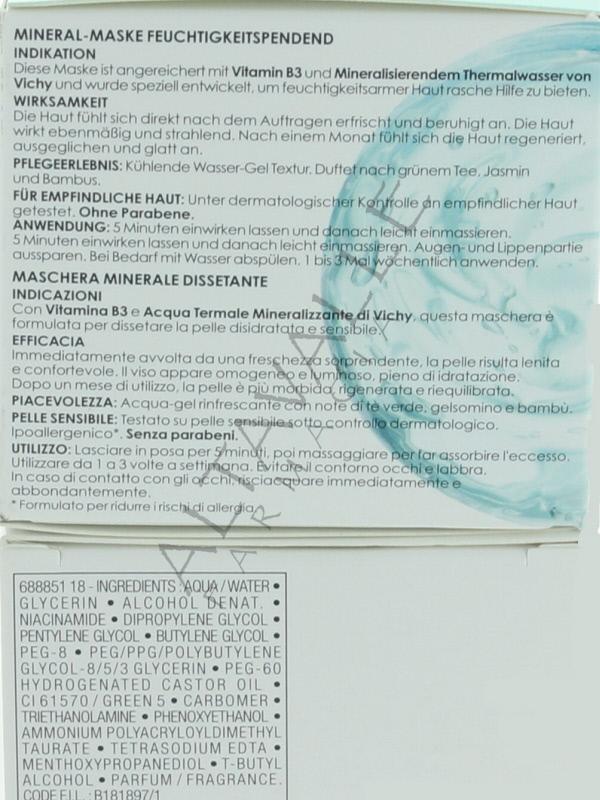 MINERAL-MASKE FEUCHTIGKEITSPENDEND
INDIKATION
Diese Maske ist angereichert mit Vitamin B3 und Mineralisierendem Thermalwasser von
Vichy und wurde speziell entwickelt, um feuchtigkeitsarmer Haut rasche Hilfe zu bieten.
WIRKSAMKEIT
Die Haut fühlt sich direkt nach dem Auftragen erfrischt und beruhigt an. Die Haut
wirkt ebenmäßig und strahlend. Nach einem Monat fühlt sich die Haut regeneriert,
ausgeglichen und glatt an.
PFLEGEERLEBNIS: Kühlende Wasser-Gel Textur. Duftet nach grünem Tee, Jasmin
und Bambus.
FÜR EMPFINDLICHE HAUT: Unter dermatologischer Kontrolle an empfindlicher Haut
getestet. Ohne Parabene.
ANWENDUNG: 5 Minuten einwirken lassen und danach leicht einmassieren.
5 Minuten einwirken lassen und danach leicht einmassieren. Augen- und Lippenpartie
aussparen. Bei Bedarf mit Wasser abspülen. 1 bis 3 Mal wöchentlich anwenden.
MASCHERA MINERALE DISSETANTE
INDICAZIONI
Con Vitamina B3 e Acqua Termale Mineralizzante di Vichy, questa maschera è
formulata per dissetare la pelle disidratata e sensibile.
EFFICACIA
Immediatamente avvolta da una freschezza sorprendente, la pelle risulta lenita
e confortevole. Il viso appare omogeneo e luminoso, pieno di idratazione.
Dopo un mese di utilizzo, la pelle è più morbida, rigenerata e riequilibrata.
PIACEVOLEZZA: Acqua-gel rinfrescante con note di tè verde, gelsomino e bambù.
PELLE SENSIBILE: Testato su pelle sensibile sotto controllo dermatologico.
Ipoallergenico*. Senza parabeni.
UTILIZZO: Lasciare in posa per 5 minuti, poi massaggiare per far assorbire l'eccesso.
Utilizzare da 1 a 3 volte a settimana. Evitare il contorno occhi e labbra.
In caso di contatto con gli occhi, risciacquare immediatamente e
abbondantemente.
* Formulato per ridurre i rischi di allergia.
ALTAVALLE
FARMACIE
688851 18 - INGREDIENTS : AQUA / WATER •
GLYCERIN • ALCOHOL DENAT. •
NIACINAMIDE • DIPROPYLENE GLYCOL •
PENTYLENE GLYCOL • BUTYLENE GLYCOL •
PEG-8 • PEG/PPG/POLYBUTYLENE
GLYCOL-8/5/3 GLYCERIN • PEG-60
HYDROGENATED CASTOR OIL •
CI 61570 / GREEN 5 • CARBOMER •
TRIETHANOLAMINE • PHENOXYETHANOL •
AMMONIUM POLYACRYLOYLDIMETHYL
TAURATE • TETRASODIUM EDTA •
MENTHOXYPROPANEDIOL • T-BUTYL
ALCOHOL • PARFUM / FRAGRANCE.
CODE F.I.L. : B181897/1